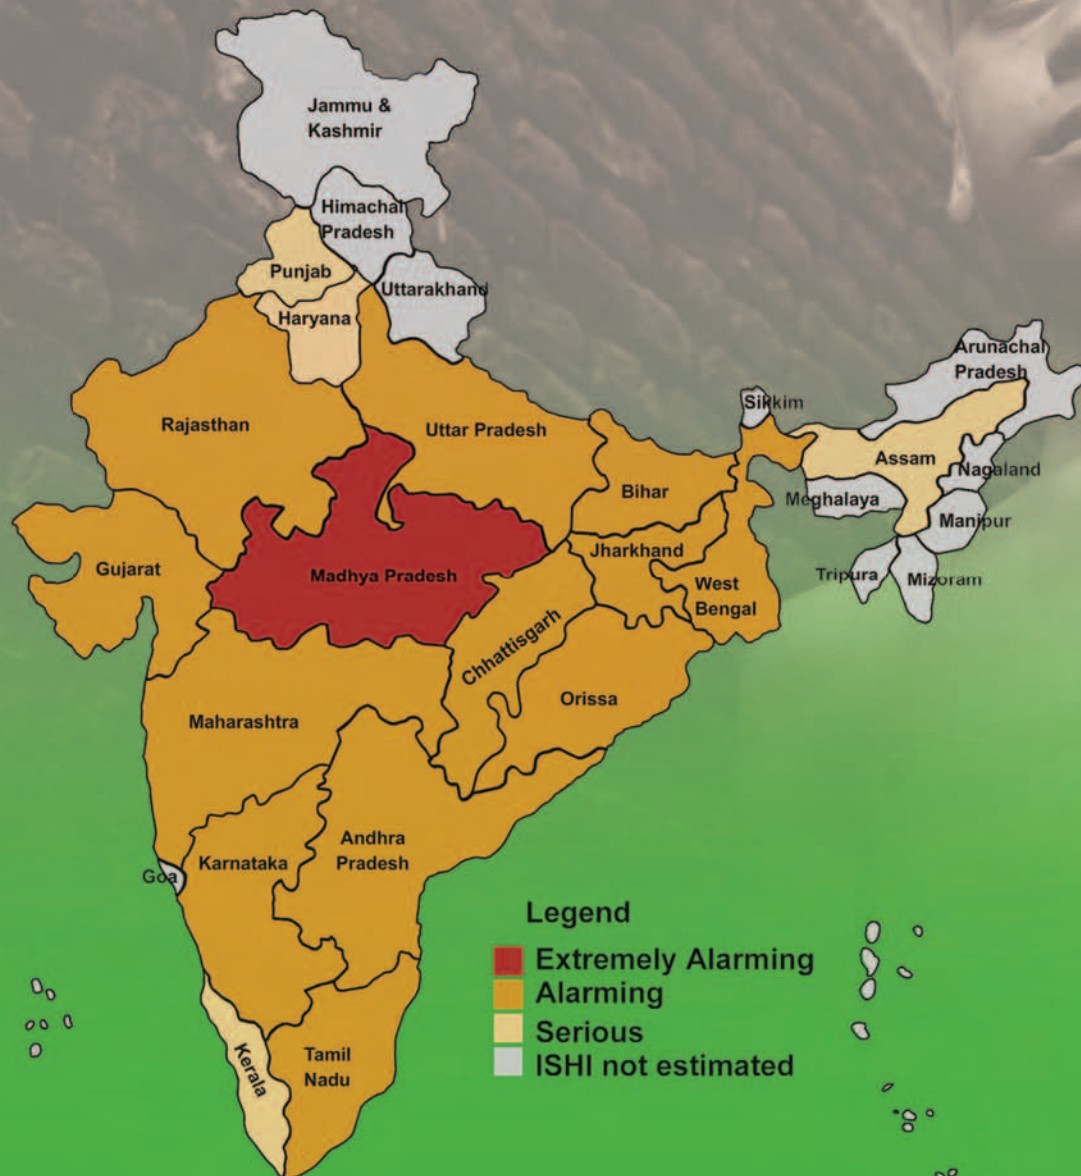 Jammu &
Kashmir
Himachal
Pradesh
Punjab
Uttarakhand
Haryana
Arunachal
Pradesh
Sikkim
Rajasthan
Uttar Pradesh
Assam
Nagaland
Bihar
Meghalaya
Manipur
Jharkhand
Gujarat
Madhya Pradesh
Tripura
Mizoram
West
Bengal
Chhattisgarh
Orissa
Maharashtra
Andhra
Pradesh
Karnataka
Goa
Legend
Extremely Alarming
Alarming
Serious
ISHI not estimated
Kerala
Tamil
Nadu